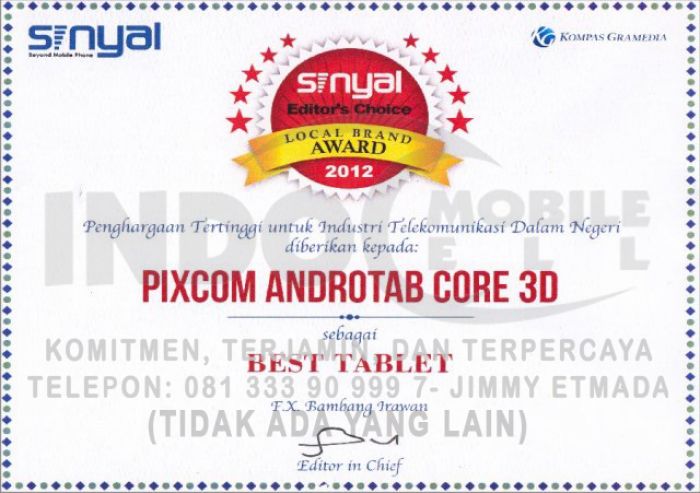 sinyal
Beyond Mobile Phone
KOMPAS GRAMEDIA
sinyal
Editor's Choice
LOCAL BRAND
AWARD
2012
INDO MOBILE
CELL
Penghargaan Tertinggi untuk Industri Telekomunikasi Dalam Negeri
diberikan kepada:
PIXCOM ANDROTAB CORE 3D
sebagai
KOMITMEN, TERJAMIN, DAN TERPERCAYA
BEST TABLET
TELEPON: 081 333 90 999 7- JIMMY ETMADA
F.X. Bambang Irawan
(TIDAK ADA YANG LAIN)
Editor in Chief